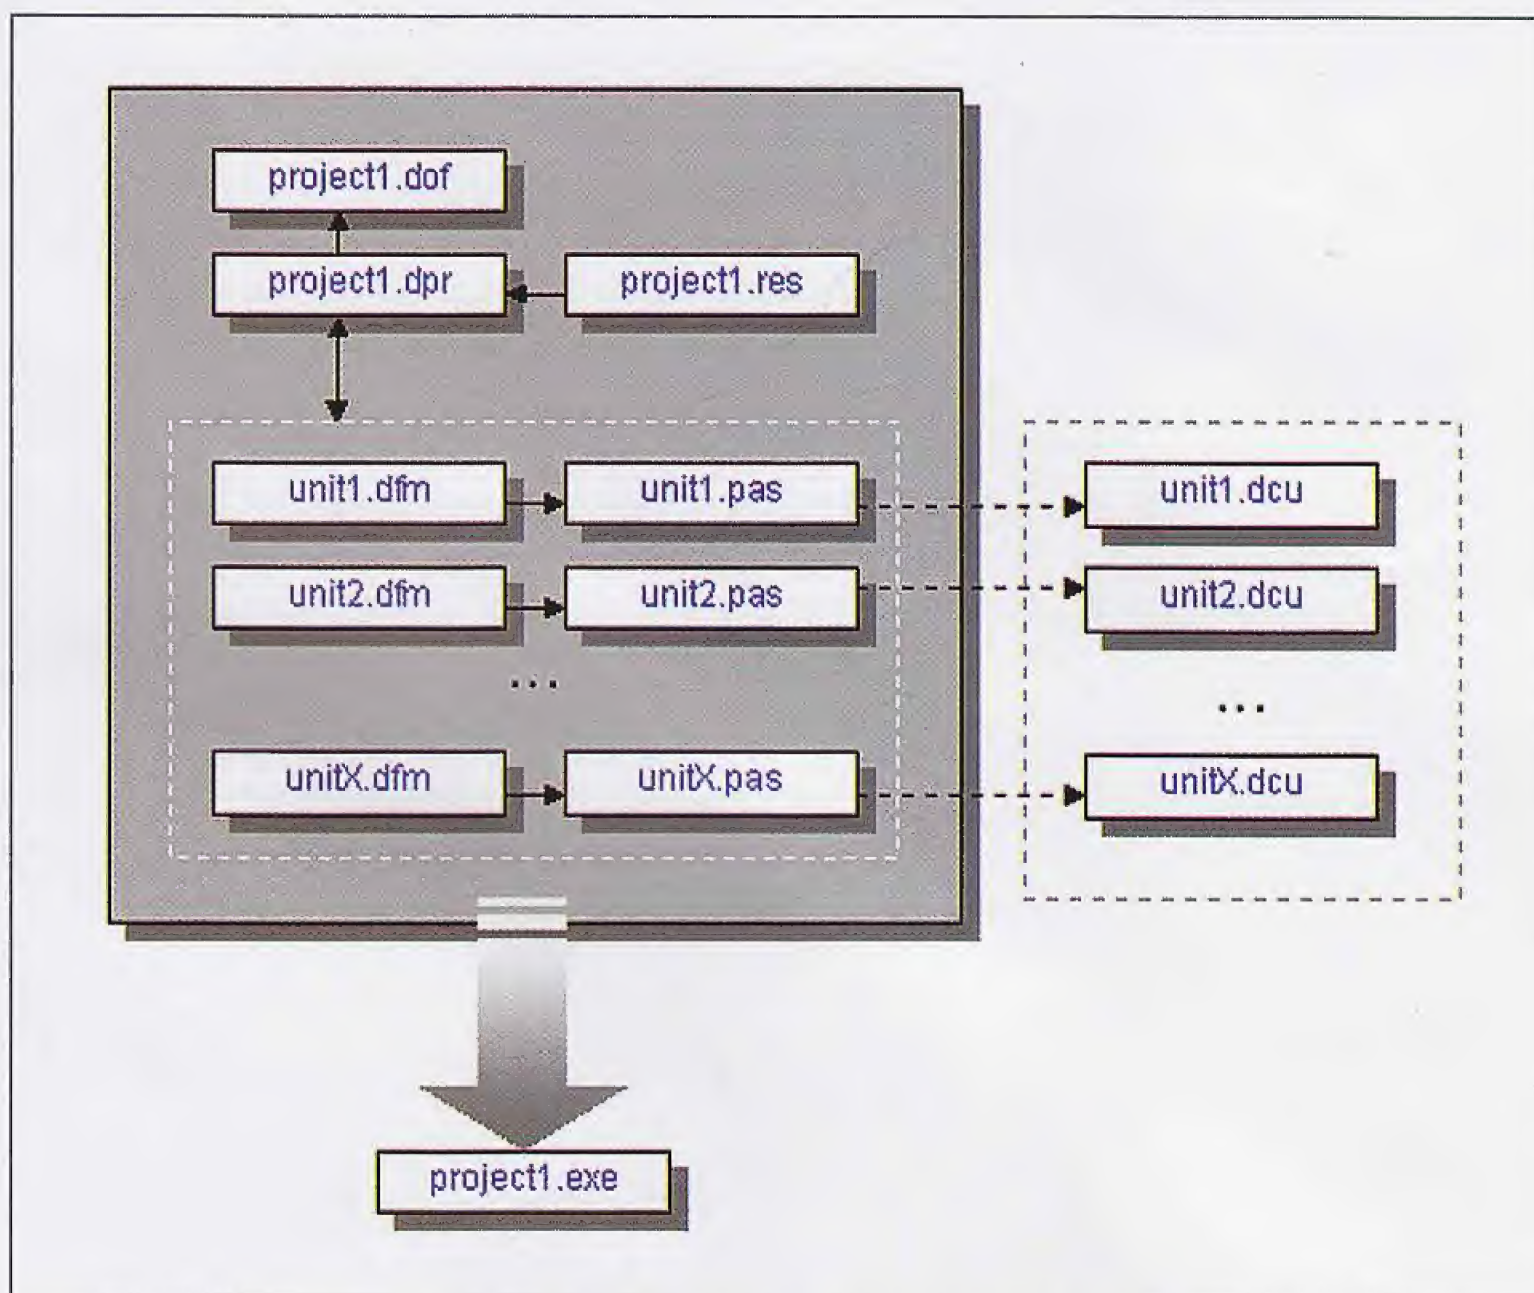 project1.dof
project1.dpr
project1.res
unit1.dfm
unit1.pas
unit1.dcu
unit2.dfm
unit2.pas
unit2.dcu
...
...
unitX.dfm
unitX.pas
unitX.dcu
project1.exe